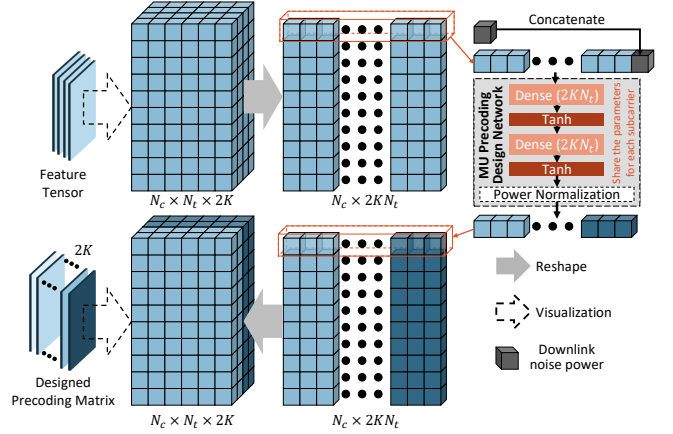 Concatenate
Feature
Tensor
N_c × N_t × 2K
N_c × 2KN_t
MU Precoding
Design Network
Dense (2KN_t)
Tanh
Dense (2KN_t)
Tanh
Power Normalization
Share the parameters
for each subcarrier
2K
Designed
Precoding Matrix
N_c × N_t × 2K
N_c × 2KN_t
Reshape
Visualization
Downlink
noise power